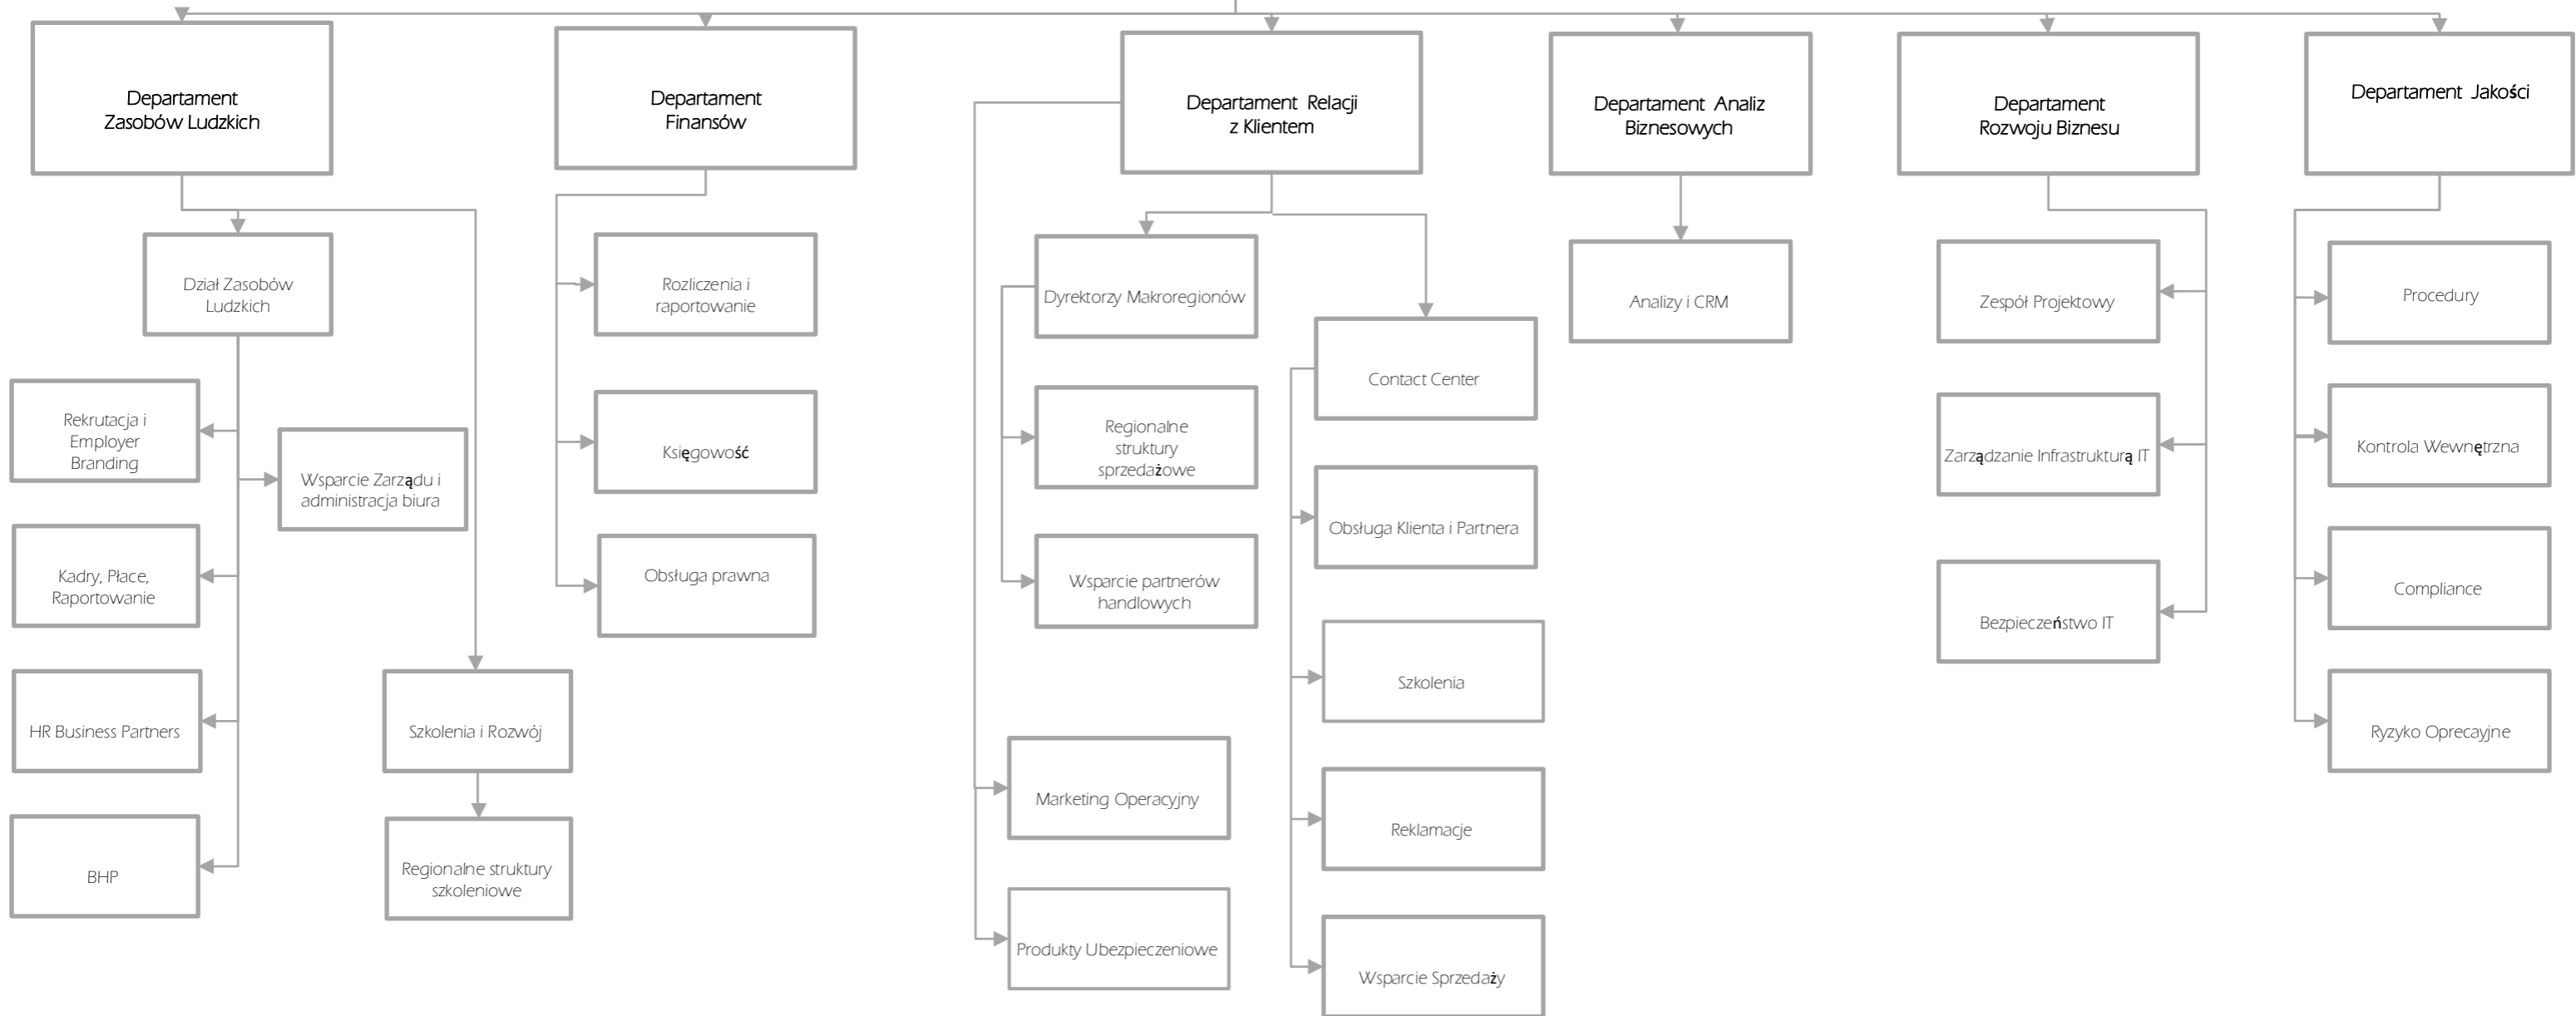 Departament
Zasobów Ludzkich
Departament
Finansów
Departament Relacji
z Klientem
Departament Analiz
Biznesowych
Departament
Rozwoju Biznesu
Departament Jakości
Dział Zasobów
Ludzkich
Rekrutacja i
Employer
Branding
Wsparcie Zarządu i
administracja biura
Kadry, Płace,
Raportowanie
HR Business Partners
BHP
Szkolenia i Rozwój
Regionalne struktury
szkoleniowe
Rozliczenia i
raportowanie
Księgowość
Obsługa prawna
Dyrektorzy Makroregionów
Regionalne
struktury
sprzedażowe
Wsparcie partnerów
handlowych
Marketing Operacyjny
Produkty Ubezpieczeniowe
Contact Center
Obsługa Klienta i Partnera
Szkolenia
Reklamacje
Wsparcie Sprzedaży
Analizy i CRM
Zespół Projektowy
Zarządzanie Infrastrukturą IT
Bezpieczeństwo IT
Procedury
Kontrola Wewnętrzna
Compliance
Ryzyko Oprecayjne